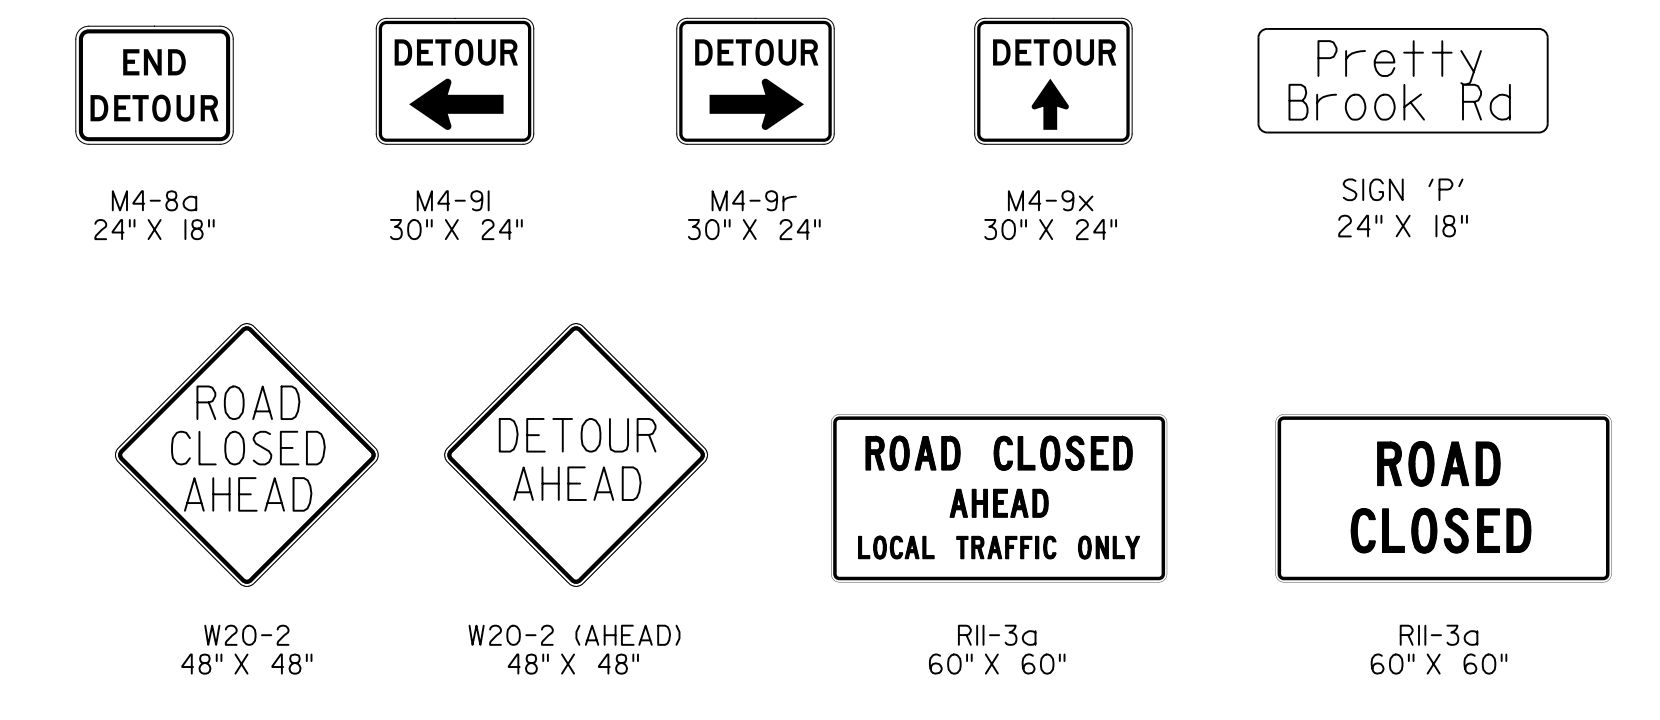 END
DETOUR
M4-8a
24" X 18"
DETOUR
M4-9l
30" X 24"
DETOUR
M4-9r
30" X 24"
DETOUR
M4-9x
30" X 24"
Pretty
Brook Rd
SIGN 'P'
24" X 18"
ROAD
CLOSED
AHEAD
W20-2
48" X 48"
DETOUR
AHEAD
W20-2 (AHEAD)
48" X 48"
ROAD CLOSED
AHEAD
LOCAL TRAFFIC ONLY
R11-3a
60" X 60"
ROAD
CLOSED
R11-3a
60" X 60"